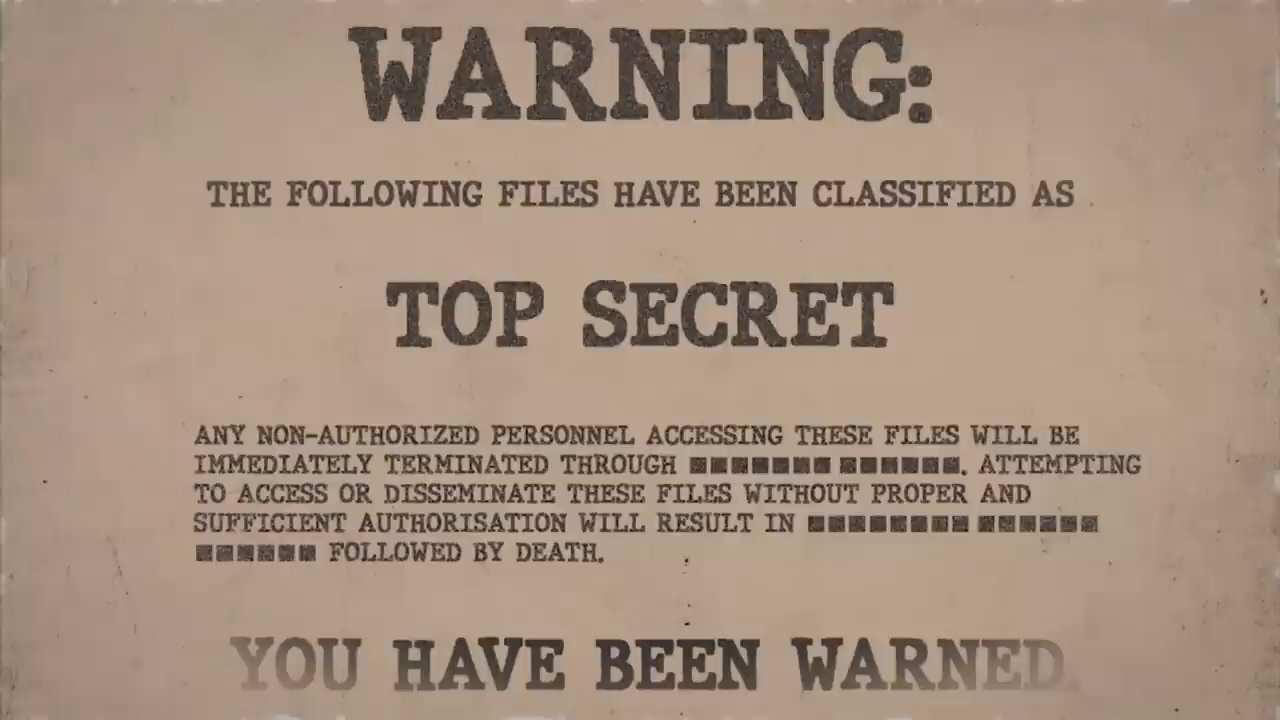 WARNING:
THE FOLLOWING FILES HAVE BEEN CLASSIFIED AS
TOP SECRET
ANY NON-AUTHORIZED PERSONNEL ACCESSING THESE FILES WILL BE
IMMEDIATELY TERMINATED THROUGH ■■■■■■■ ■■■■■■. ATTEMPTING
TO ACCESS OR DISSEMINATE THESE FILES WITHOUT PROPER AND
SUFFICIENT AUTHORISATION WILL RESULT IN ■■■■■■■■ ■■■■■■
■■■■■■ FOLLOWED BY DEATH.
YOU HAVE BEEN WARNED.